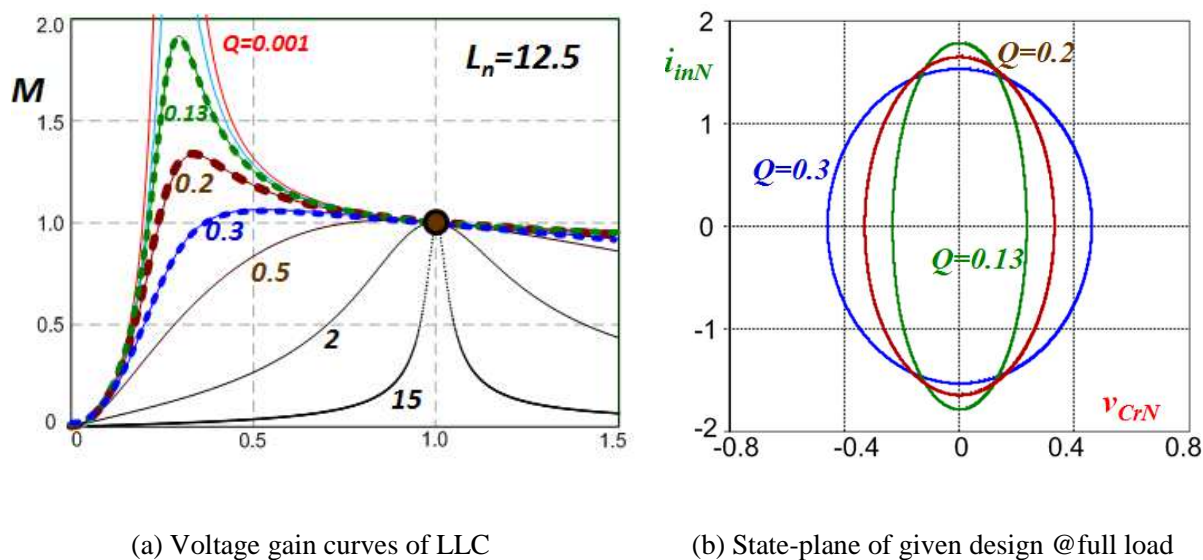 2.0
Q=0.001
Lₙ=12.5
M
1.5
0.13
0.2
1.0
0.3
0.5
0.5
2
15
0
0
0.5
1.0
1.5
2
i_inN
Q=0.2
1
Q=0.3
0
Q=0.13
-1
v_CrN
-2
-0.8
-0.4
0
0.4
0.8
(a) Voltage gain curves of LLC
(b) State-plane of given design @full load